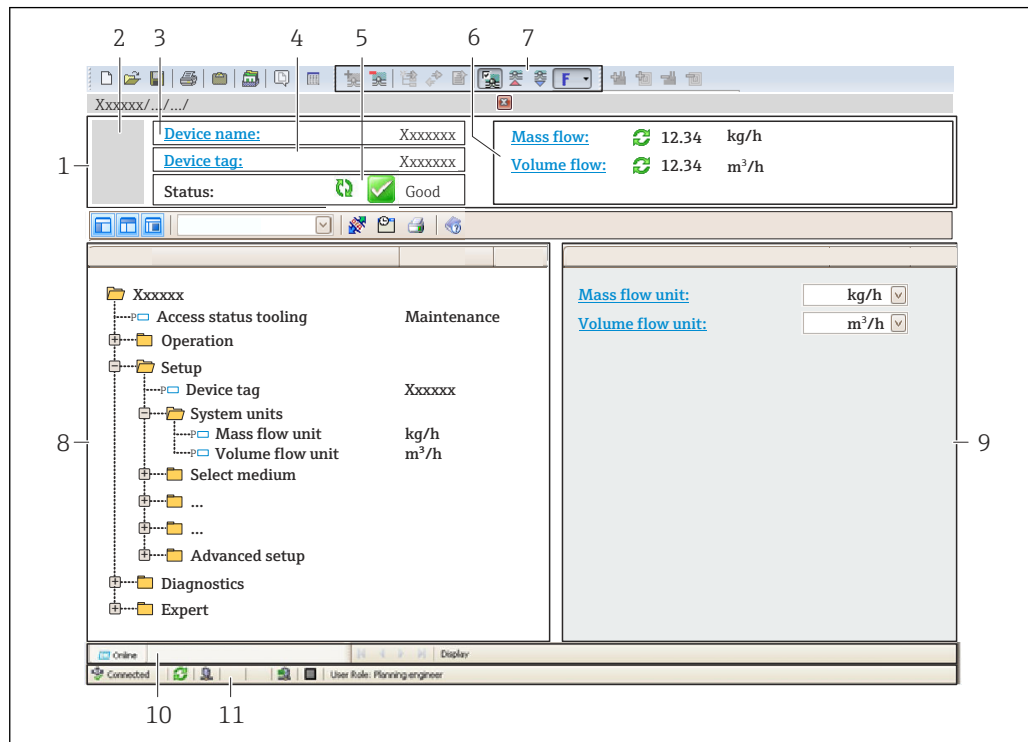 2 3 4 5 6 7
F
Xxxxxx/.../.../
1
Device name: Xxxxxxx
Device tag: Xxxxxxx
Status: Good
Mass flow: 12.34 kg/h
Volume flow: 12.34 m³/h
Xxxxxx
P Access status tooling Maintenance
Operation
Setup
P Device tag Xxxxxx
System units
P Mass flow unit kg/h
P Volume flow unit m³/h
Select medium
...
...
Advanced setup
Diagnostics
Expert
8
Mass flow unit: kg/h
Volume flow unit: m³/h
9
Online Display
Connected User Role: Planning engineer
10 11